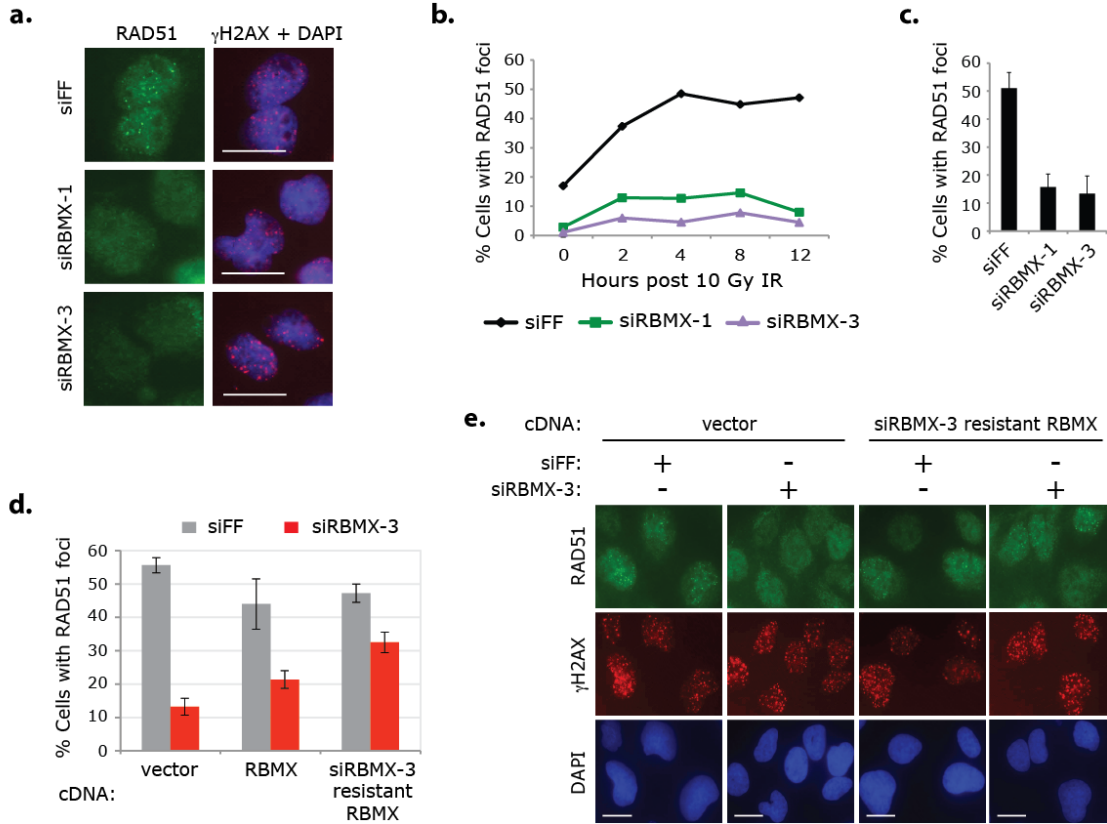 a.
RAD51 γH2AX + DAPI
siFF
siRBMX-1
siRBMX-3
b.
% Cells with RAD51 foci
60
50
40
30
20
10
0
0 2 4 8 12
Hours post 10 Gy IR
siFF siRBMX-1 siRBMX-3
c.
% Cells with RAD51 foci
60
50
40
30
20
10
0
siFF
siRBMX-1
siRBMX-3
d.
siFF siRBMX-3
% Cells with RAD51 foci
60
50
40
30
20
10
0
vector RBMX siRBMX-3
resistant
RBMX
cDNA:
e.
cDNA: vector siRBMX-3 resistant RBMX
siFF: + - + -
siRBMX-3: - + - +
RAD51
γH2AX
DAPI